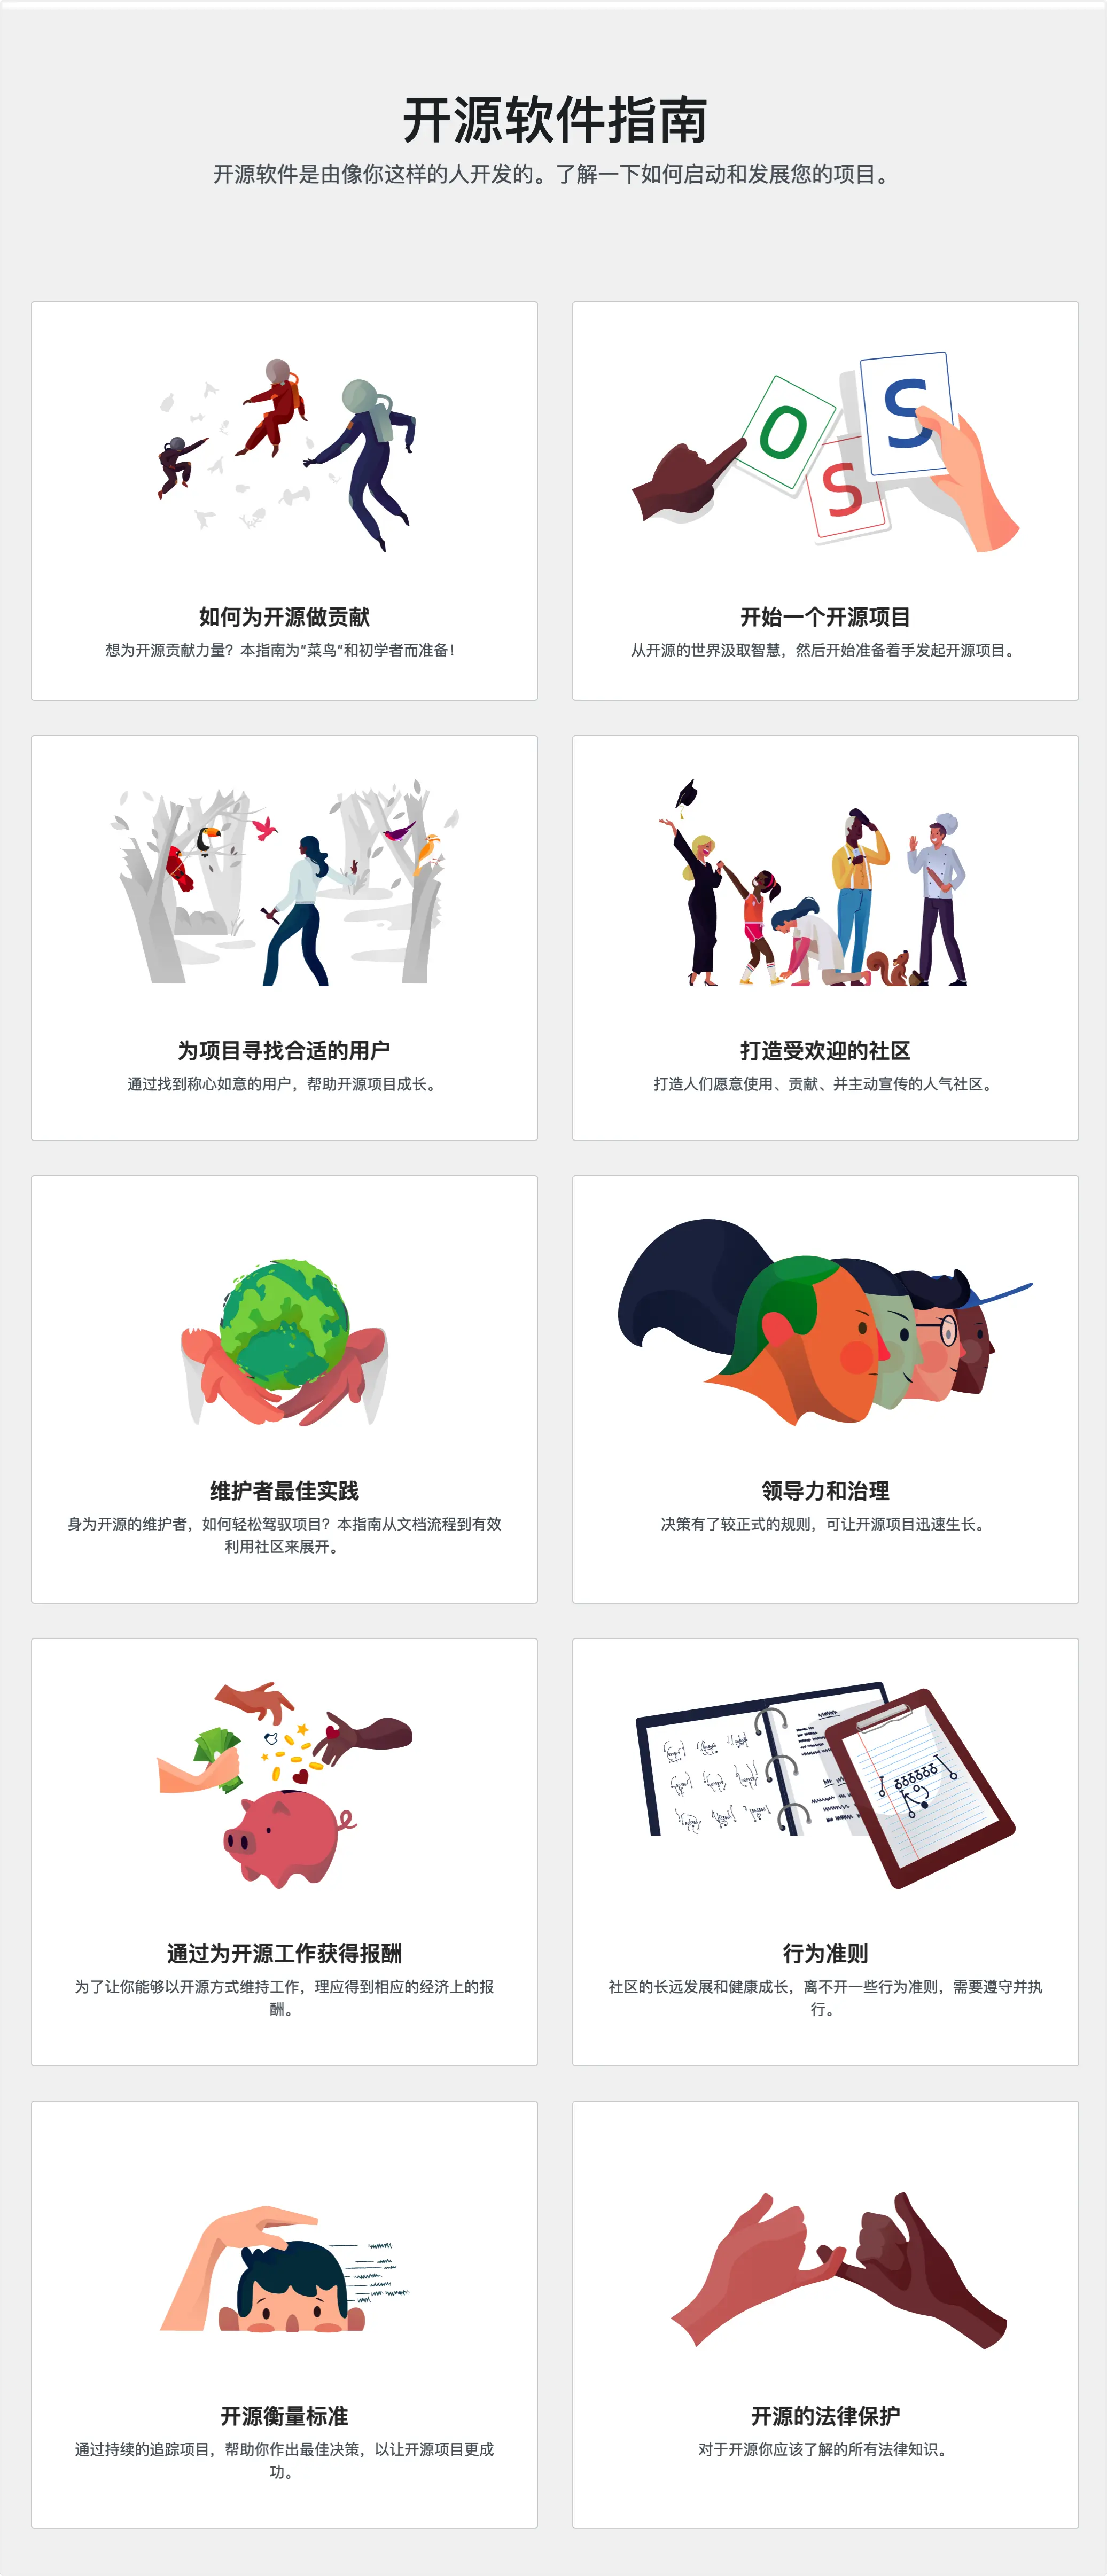 开源软件指南
开源软件是由像你这样的人开发的。了解一下如何启动和发展您的项目。
O
S
S
如何为开源做贡献
想为开源贡献力量？本指南为"菜鸟"和初学者而准备！
开始一个开源项目
从开源的世界汲取智慧，然后开始准备着手发起开源项目。
为项目寻找合适的用户
通过找到称心如意的用户，帮助开源项目成长。
打造受欢迎的社区
打造人们愿意使用、贡献、并主动宣传的人气社区。
维护者最佳实践
身为开源的维护者，如何轻松驾驭项目？本指南从文档流程到有效
利用社区来展开。
领导力和治理
决策有了较正式的规则，可让开源项目迅速生长。
通过为开源工作获得报酬
为了让你能够以开源方式维持工作，理应得到相应的经济上的报
酬。
行为准则
社区的长远发展和健康成长，离不开一些行为准则，需要遵守并执
行。
开源衡量标准
通过持续的追踪项目，帮助你作出最佳决策，以让开源项目更成
功。
开源的法律保护
对于开源你应该了解的所有法律知识。